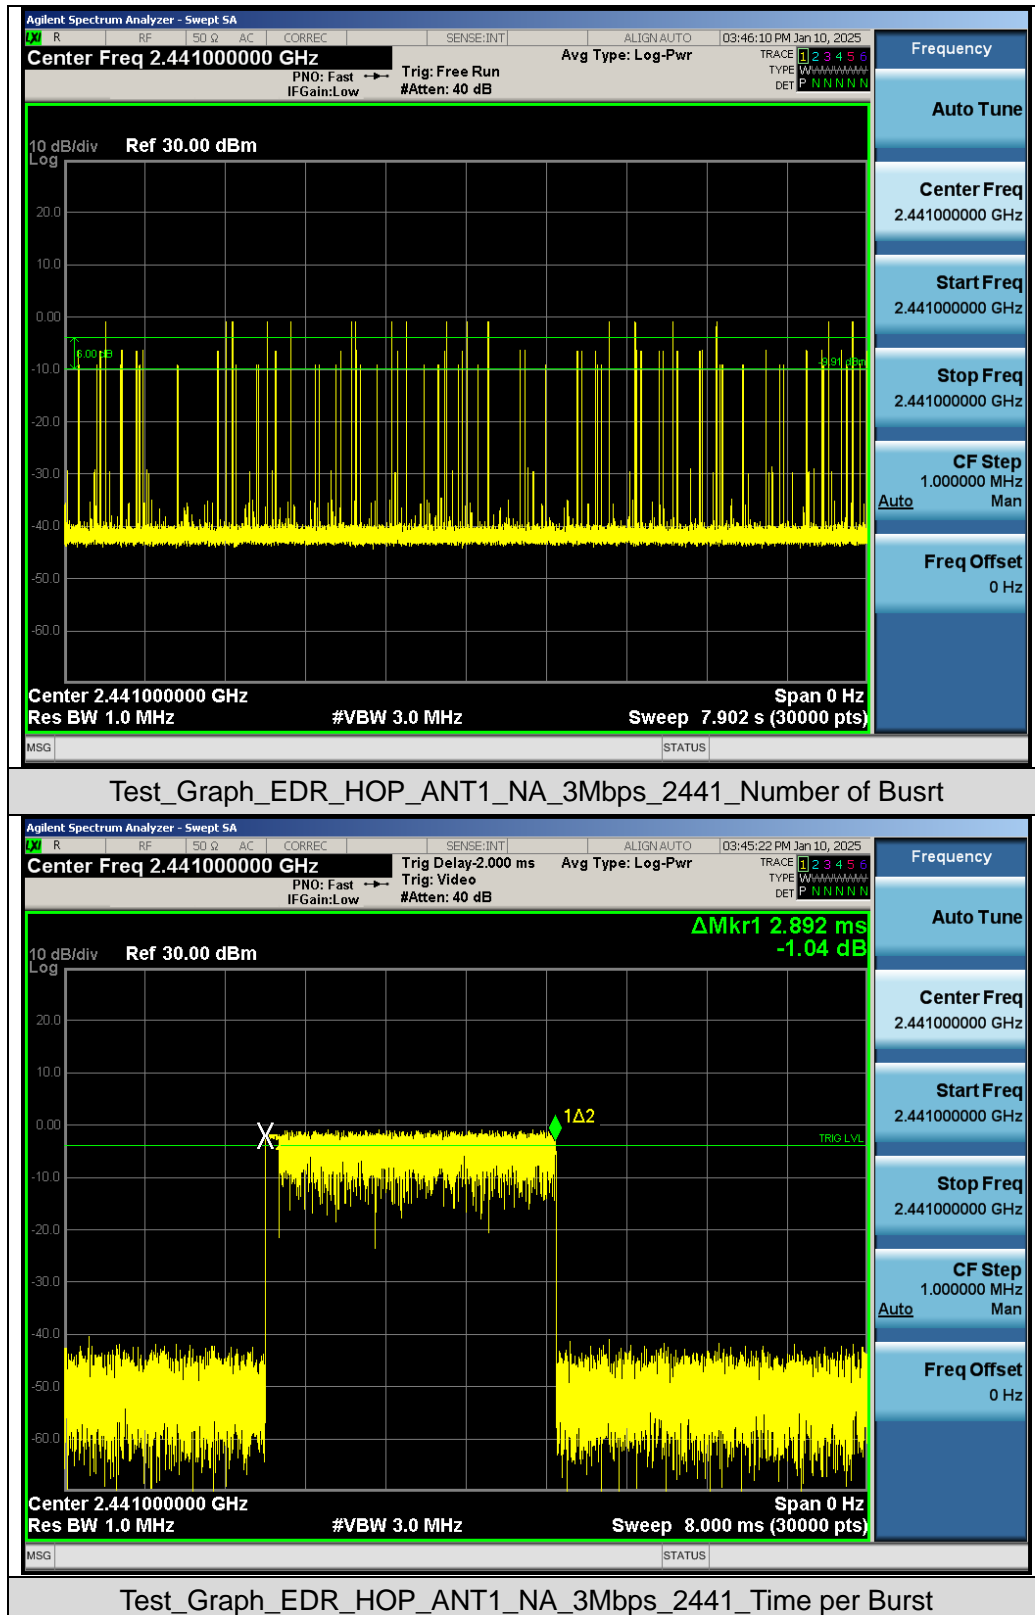 Agilent Spectrum Analyzer - Swept SA
LXI R RF 50 Ω AC CORREC SENSE:INT ALIGN AUTO 03:46:10 PM Jan 10, 2025
Center Freq 2.441000000 GHz Avg Type: Log-Pwr TRACE 1 2 3 4 5 6
PNO: Fast Trig: Free Run TYPE W
IFGain:Low #Atten: 40 dB DET P N N N N N
Frequency
Auto Tune
Center Freq
2.441000000 GHz
Start Freq
2.441000000 GHz
Stop Freq
2.441000000 GHz
CF Step
1.000000 MHz
Auto Man
Freq Offset
0 Hz
10 dB/div Ref 30.00 dBm
Log
20.0
10.0
0.00
6.00 dB
-9.91 dBm
-10.0
-20.0
-30.0
-40.0
-50.0
-60.0
Center 2.441000000 GHz Span 0 Hz
Res BW 1.0 MHz #VBW 3.0 MHz Sweep 7.902 s (30000 pts)
MSG STATUS
Test_Graph_EDR_HOP_ANT1_NA_3Mbps_2441_Number of Busrt
Agilent Spectrum Analyzer - Swept SA
LXI R RF 50 Ω AC CORREC SENSE:INT ALIGN AUTO 03:45:22 PM Jan 10, 2025
Center Freq 2.441000000 GHz Trig Delay-2.000 ms Avg Type: Log-Pwr TRACE 1 2 3 4 5 6
PNO: Fast Trig: Video TYPE W
IFGain:Low #Atten: 40 dB DET P N N N N N
Frequency
Auto Tune
Center Freq
2.441000000 GHz
Start Freq
2.441000000 GHz
Stop Freq
2.441000000 GHz
CF Step
1.000000 MHz
Auto Man
Freq Offset
0 Hz
ΔMkr1 2.892 ms
-1.04 dB
10 dB/div Ref 30.00 dBm
Log
20.0
10.0
0.00
1Δ2
TRIG LVL
-10.0
-20.0
-30.0
-40.0
-50.0
-60.0
Center 2.441000000 GHz Span 0 Hz
Res BW 1.0 MHz #VBW 3.0 MHz Sweep 8.000 ms (30000 pts)
MSG STATUS
Test_Graph_EDR_HOP_ANT1_NA_3Mbps_2441_Time per Burst